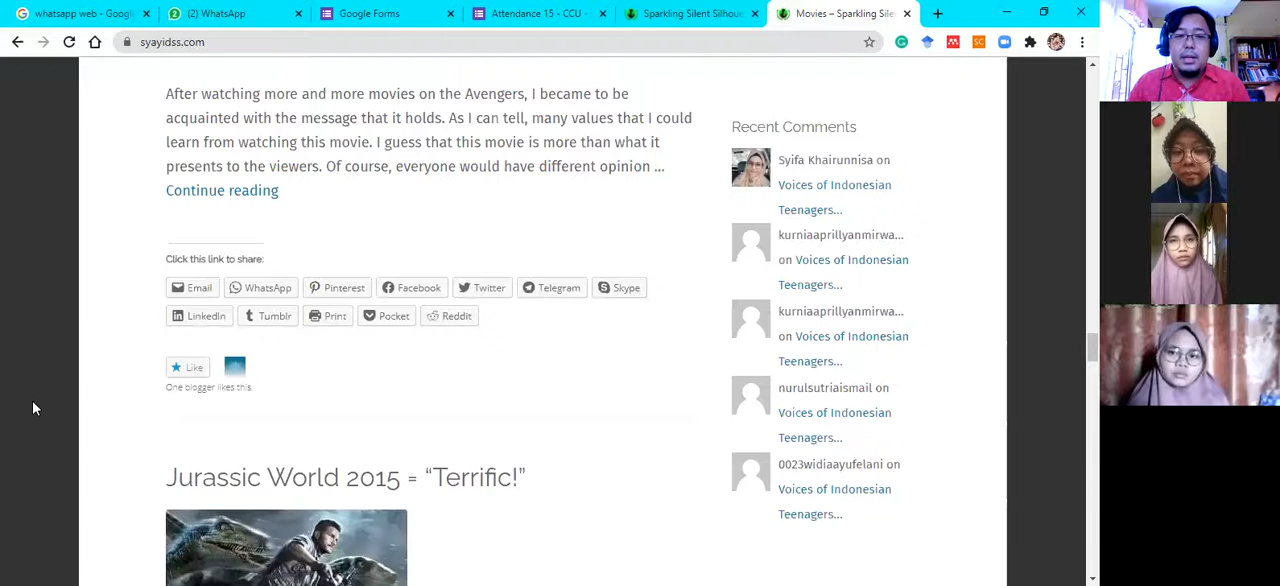 whatsapp web - Googl
(2) WhatsApp
Google Forms
Attendance 15 - CCU -
Sparkling Silent Silhou
Movies – Sparkling Sile
syayidss.com
After watching more and more movies on the Avengers, I became to be
acquainted with the message that it holds. As I can tell, many values that I could
learn from watching this movie. I guess that this movie is more than what it
presents to the viewers. Of course, everyone would have different opinion …
Continue reading
Click this link to share:
Email
WhatsApp
Pinterest
Facebook
Twitter
Telegram
Skype
LinkedIn
Tumblr
Print
Pocket
Reddit
Like
One blogger likes this.
Jurassic World 2015 = “Terrific!”
Recent Comments
Syifa Khairunnisa on
Voices of Indonesian
Teenagers…
kurniaaprillyanmirwa…
on Voices of Indonesian
Teenagers…
kurniaaprillyanmirwa…
on Voices of Indonesian
Teenagers…
nurulsutriaismail on
Voices of Indonesian
Teenagers…
0023widiaayufelani on
Voices of Indonesian
Teenagers…